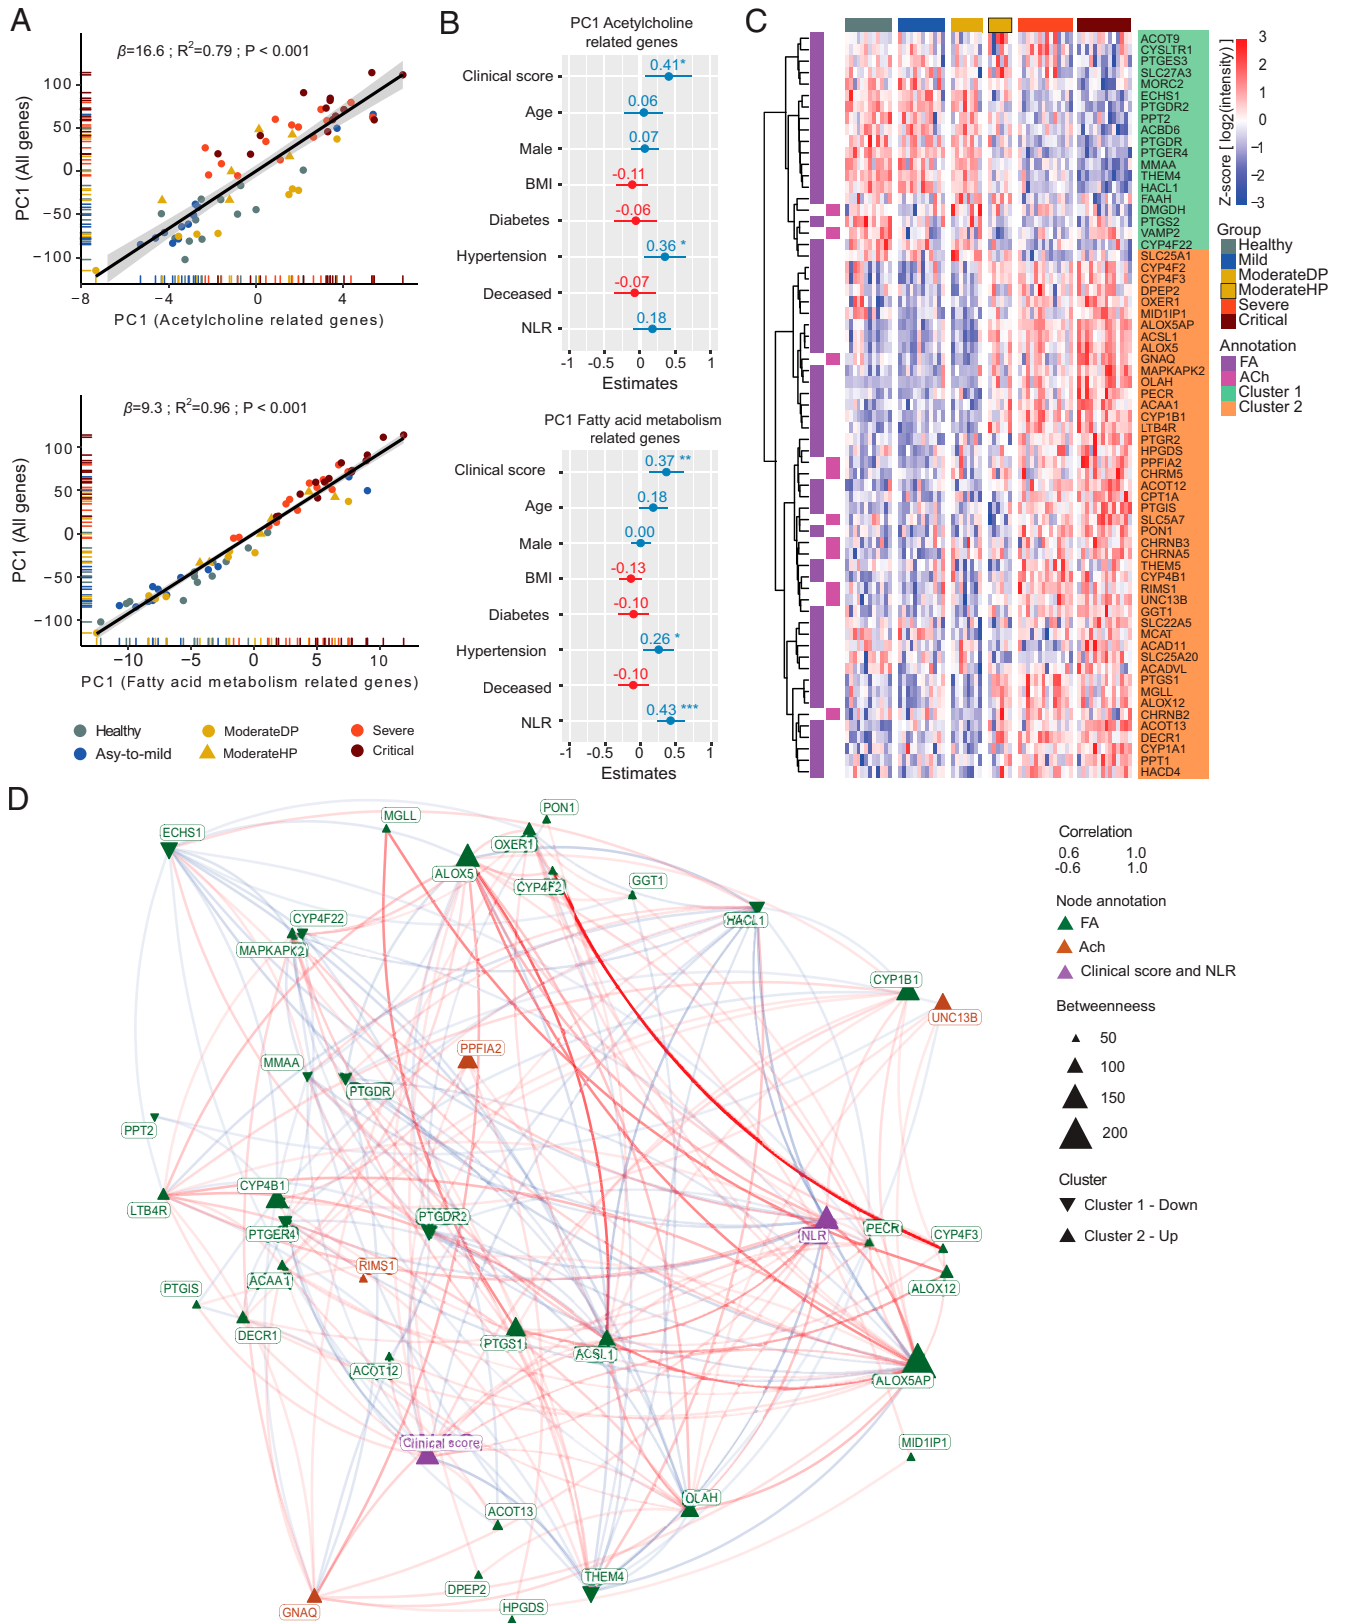 A
β=16.6 ; R²=0.79 ; P < 0.001
PC1 (All genes)
100
50
0
−50
−100
−8
−4
0
4
PC1 (Acetylcholine related genes)
β=9.3 ; R²=0.96 ; P < 0.001
PC1 (All genes)
100
50
0
−50
−100
−10
−5
0
5
10
PC1 (Fatty acid metabolism related genes)
Healthy
Asy-to-mild
ModerateDP
ModerateHP
Severe
Critical
B
PC1 Acetylcholine
related genes
Clinical score
0.41*
Age
0.06
Male
0.07
BMI
-0.11
Diabetes
-0.06
Hypertension
0.36 *
Deceased
-0.07
NLR
0.18
-1
-0.5
0
0.5
1
Estimates
PC1 Fatty acid metabolism
related genes
Clinical score
0.37 **
Age
0.18
Male
0.00
BMI
-0.13
Diabetes
-0.10
Hypertension
0.26 *
Deceased
-0.10
NLR
0.43 ***
-1
-0.5
0
0.5
1
Estimates
C
ACOT9
CYSLTR1
PTGES3
SLC27A3
MORC2
ECHS1
PTGDR2
PPT2
ACBD6
PTGDR
PTGER4
MMAA
THEM4
HACL1
FAAH
DMGDH
PTGS2
VAMP2
CYP4F22
SLC25A1
CYP4F2
CYP4F3
DPEP2
OXER1
MID1IP1
ALOX5AP
ACSL1
ALOX5
GNAQ
MAPKAPK2
OLAH
PECR
ACAA1
CYP1B1
LTB4R
PTGR2
HPGDS
PPFIA2
CHRM5
ACOT12
CPT1A
PTGIS
SLC5A7
PON1
CHRNB3
CHRNA5
THEM5
CYP4B1
RIMS1
UNC13B
GGT1
SLC22A5
MCAT
ACAD11
SLC25A20
ACADVL
PTGS1
MGLL
ALOX12
CHRNB2
ACOT13
DECR1
CYP1A1
PPT1
HACD4
Z-score [ log2(intensity) ]
3
2
1
0
−1
−2
−3
Group
Healthy
Mild
ModerateDP
ModerateHP
Severe
Critical
Annotation
FA
ACh
Cluster 1
Cluster 2
D
ECHS1
MGLL
PON1
OXER1
ALOX5
CYP4F2
GGT1
HACL1
CYP4F22
MAPKAPK2
CYP1B1
UNC13B
PPFIA2
MMAA
PTGDR
PPT2
CYP4B1
LTB4R
PTGDR2
PTGER4
NLR
PECR
CYP4F3
RIMS1
ACAA1
PTGIS
ALOX12
DECR1
PTGS1
ACSL1
ACOT12
ALOX5AP
Clinical score
MID1IP1
OLAH
ACOT13
THEM4
DPEP2
HPGDS
GNAQ
Correlation
0.6 1.0
-0.6 1.0
Node annotation
FA
Ach
Clinical score and NLR
Betweenness
50
100
150
200
Cluster
Cluster 1 - Down
Cluster 2 - Up